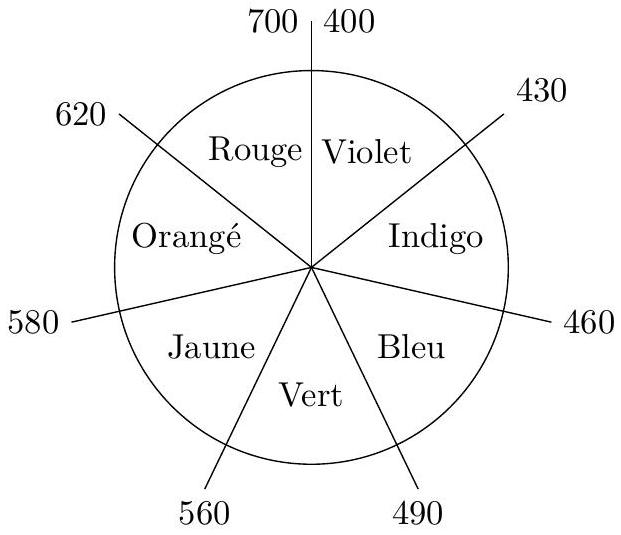 700 400
620
430
Rouge Violet
Orangé
Indigo
580
460
Jaune
Bleu
Vert
560
490